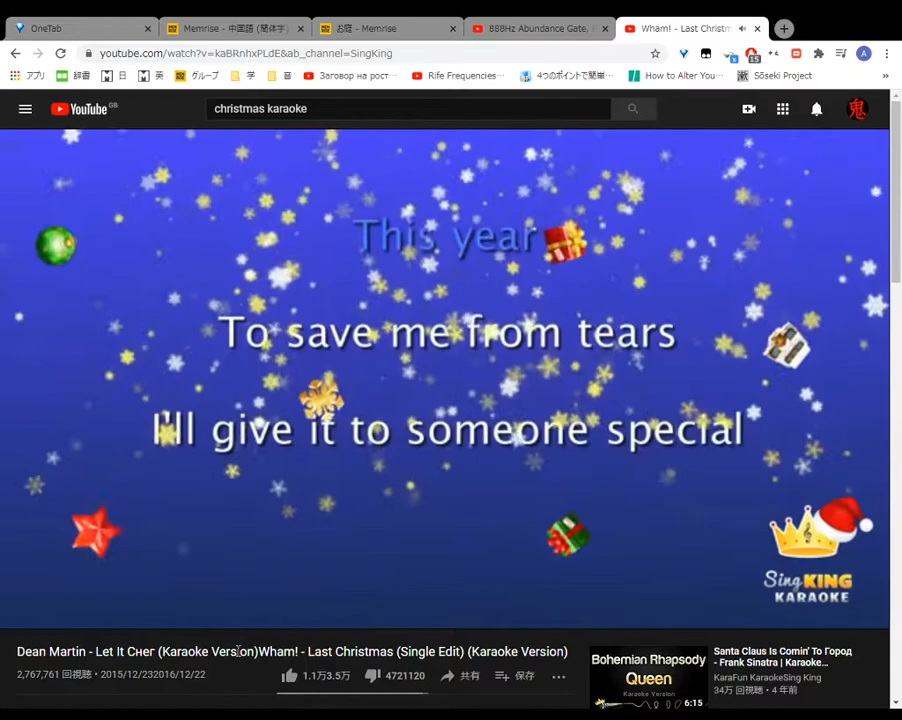 OneTab
Memrise - 中国語 (簡体字)
お庭 - Memrise
888Hz Abundance Gate,
Wham! - Last Christm
youtube.com/watch?v=kaBRnhxPLdE&ab_channel=SingKing
15
A
アプリ
辞書
日
英
グループ
学
音
Заговор на рост…
Rife Frequencies…
4つのポイントで簡単…
How to Alter You…
Sōseki Project
YouTube GB
christmas karaoke
鬼
This year
To save me from tears
I'll give it to someone special
Sing KING
KARAOKE
Dean Martin - Let It Снег (Karaoke Version)Wham! - Last Christmas (Single Edit) (Karaoke Version)
2,767,761 回視聴・2015/12/232016/12/22
1.1万3.5万
4721120
共有
保存
Bohemian Rhapsody
Queen
Karaoke Version
6:15
Santa Claus Is Comin' To Город
- Frank Sinatra | Karaoke…
KaraFun KaraokeSing King
34万 回視聴・4 年前